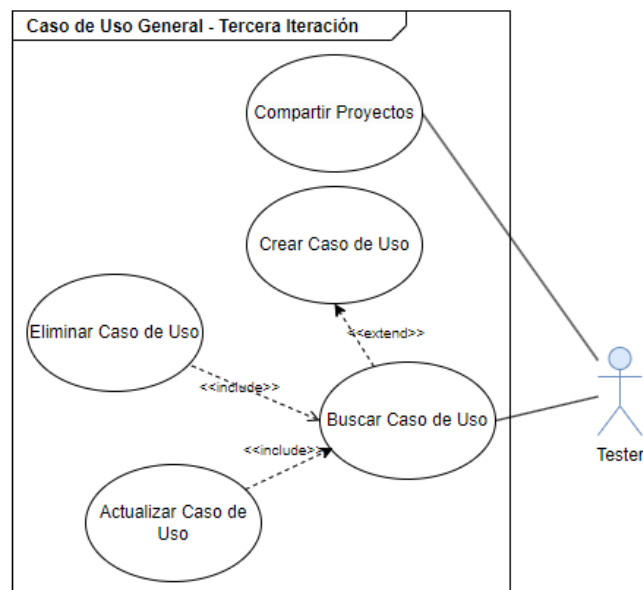 Caso de Uso General - Tercera Iteración
Compartir Proyectos
Crear Caso de Uso
<<extend>>
Eliminar Caso de Uso
<<include>>
Buscar Caso de Uso
<<include>>
Tester
Actualizar Caso de
Uso